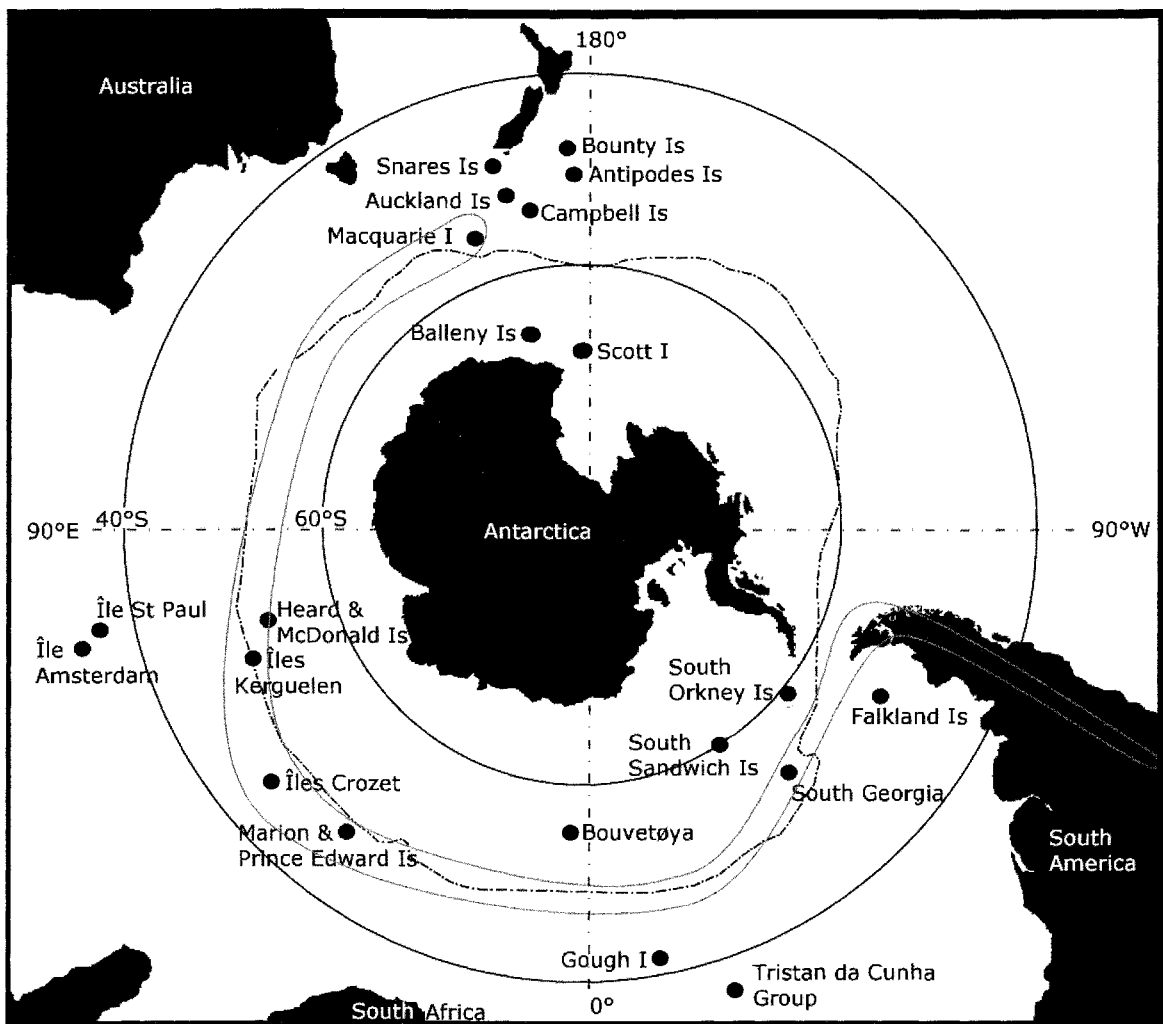 180°
Australia
Bounty Is
Snares Is
Antipodes Is
Auckland Is
Campbell Is
Macquarie I
Balleny Is
Scott I
90°E
40°S
60°S
Antarctica
90°W
Île St Paul
Heard &
McDonald Is
Île
Amsterdam
Îles
Kerguelen
South
Orkney Is
Falkland Is
South
Sandwich Is
Îles Crozet
South Georgia
Marion &
Prince Edward Is
Bouvetøya
South
America
Gough I
Tristan da Cunha
Group
South Africa
0°